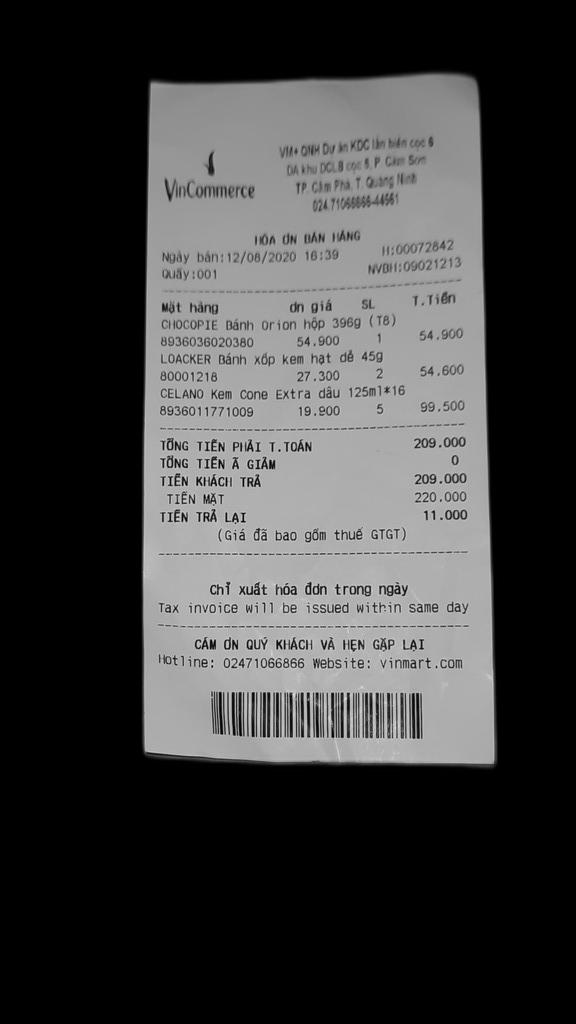 VinCommerce
VM+ QNH Dự án KDC lấn biển cọc 6
DA khu DCLB cọc 6, P. Cẩm Sơn
TP. Cẩm Phả, T. Quảng Ninh
024.71066866-44561
HÓA ƠN BÁN HÀNG
Ngày bán:12/08/2020 16:39 H:00072842
Quầy:001 NVBH:09021213
Mặt hàng ơn giá SL T.Tiền
CHOCOPIE Bánh Orion hộp 396g (T8)
8936036020380 54.900 1 54.900
LOACKER Bánh xốp kem hạt dẻ 45g
80001218 27.300 2 54.600
CELANO Kem Cone Extra dâu 125ml*16
8936011771009 19.900 5 99.500
TỔNG TIỀN PHẢI T.TOÁN 209.000
TỔNG TIỀN Ã GIẢM 0
TIỀN KHÁCH TRẢ 209.000
TIỀN MẶT 220.000
TIỀN TRẢ LẠI 11.000
(Giá đã bao gồm thuế GTGT)
Chỉ xuất hóa đơn trong ngày
Tax invoice will be issued within same day
CÁM ƠN QUÝ KHÁCH VÀ HẸN GẶP LẠI
Hotline: 02471066866 Website: vinmart.com